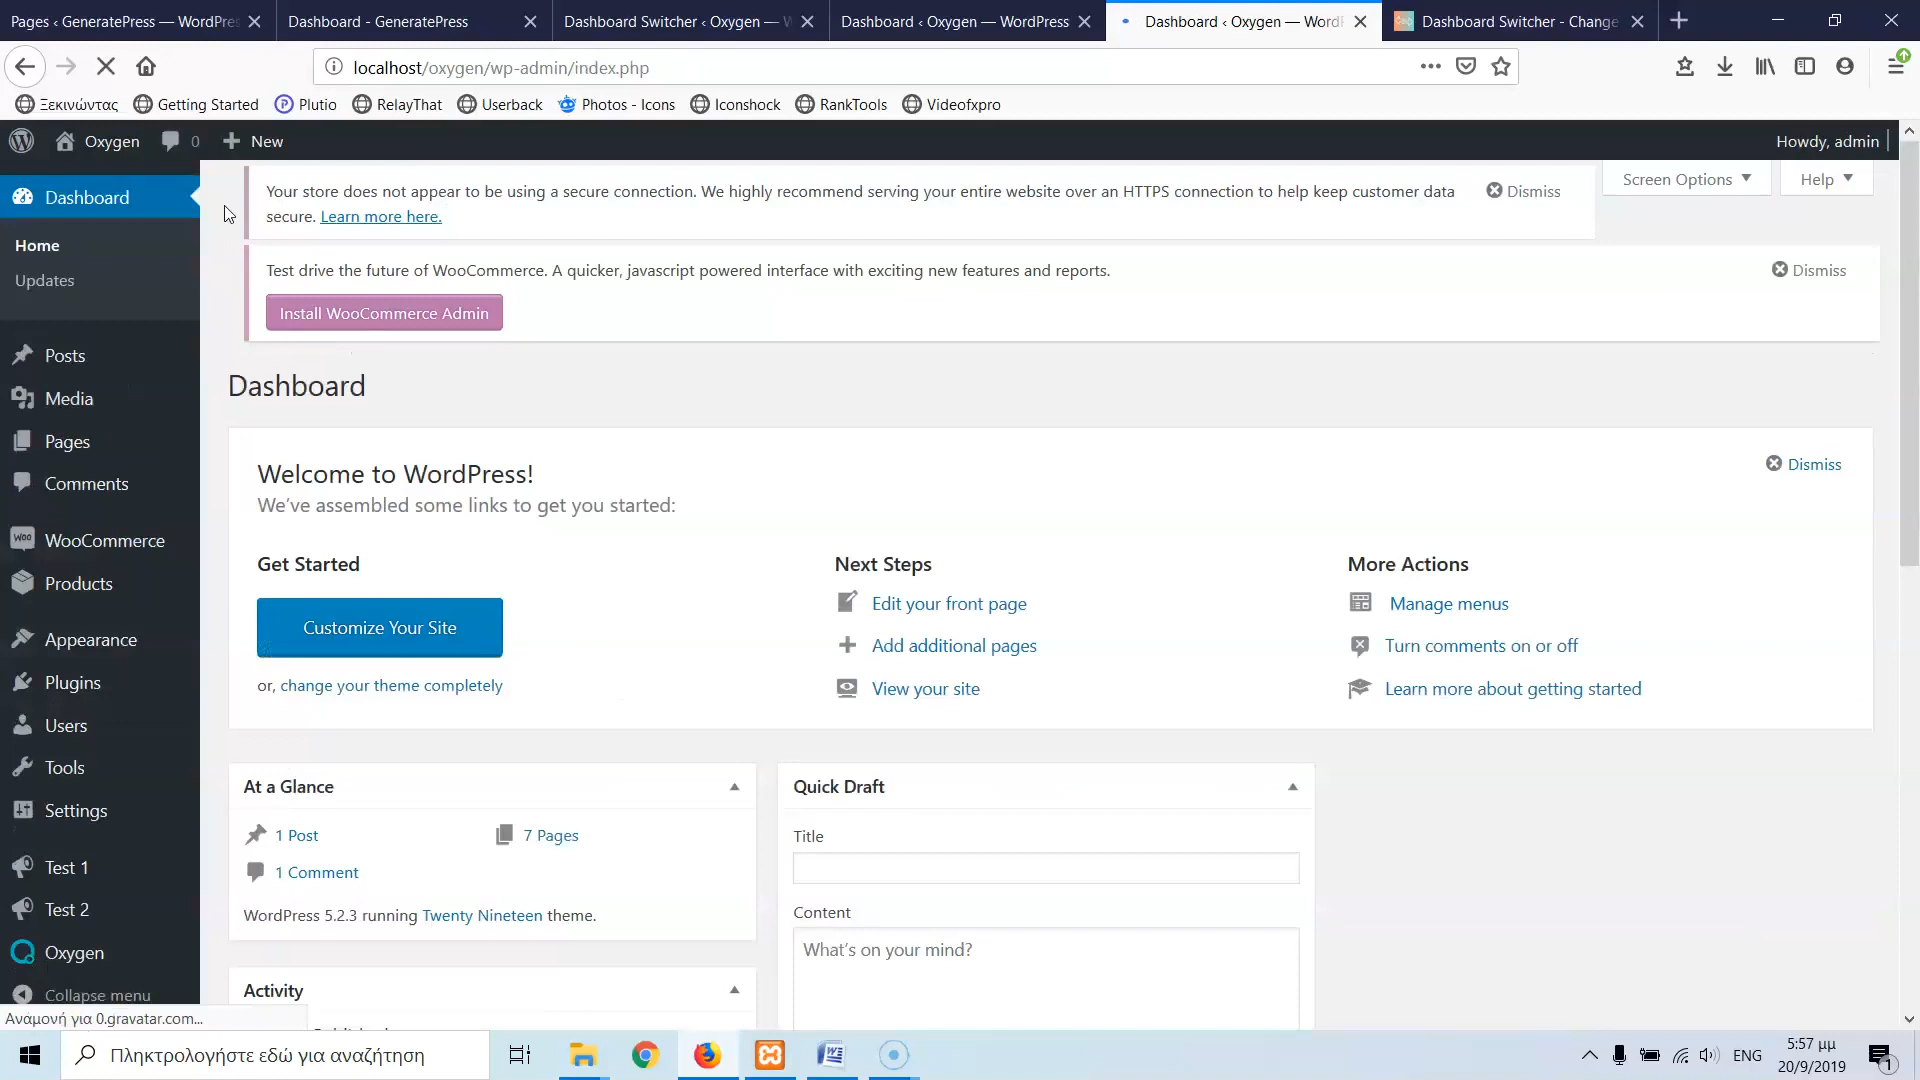 Pages ‹ GeneratePress — WordPres
Dashboard - GeneratePress
Dashboard Switcher ‹ Oxygen — W
Dashboard ‹ Oxygen — WordPress
Dashboard ‹ Oxygen — WordP
Dashboard Switcher - Change
localhost/oxygen/wp-admin/index.php
Ξεκινώντας
Getting Started
Plutio
RelayThat
Userback
Photos - Icons
Iconshock
RankTools
Videofxpro
Oxygen
0
New
Howdy, admin
Dashboard
Home
Updates
Posts
Media
Pages
Comments
WooCommerce
Products
Appearance
Plugins
Users
Tools
Settings
Test 1
Test 2
Oxygen
Collapse menu
Your store does not appear to be using a secure connection. We highly recommend serving your entire website over an HTTPS connection to help keep customer data
secure. Learn more here.
Dismiss
Screen Options
Help
Test drive the future of WooCommerce. A quicker, javascript powered interface with exciting new features and reports.
Dismiss
Install WooCommerce Admin
Dashboard
Welcome to WordPress!
Dismiss
We've assembled some links to get you started:
Get Started
Customize Your Site
or, change your theme completely
Next Steps
Edit your front page
Add additional pages
View your site
More Actions
Manage menus
Turn comments on or off
Learn more about getting started
At a Glance
1 Post
7 Pages
1 Comment
WordPress 5.2.3 running Twenty Nineteen theme.
Activity
Quick Draft
Title
Content
What's on your mind?
Αναμονή για 0.gravatar.com...
Πληκτρολογήστε εδώ για αναζήτηση
ENG
5:57 μμ
20/9/2019
1